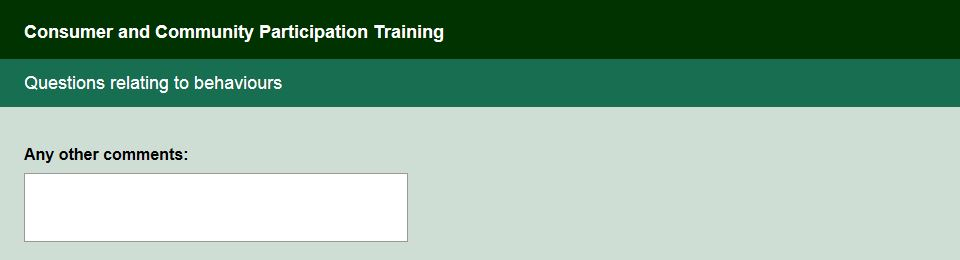 Consumer and Community Participation Training
Questions relating to behaviours
Any other comments: